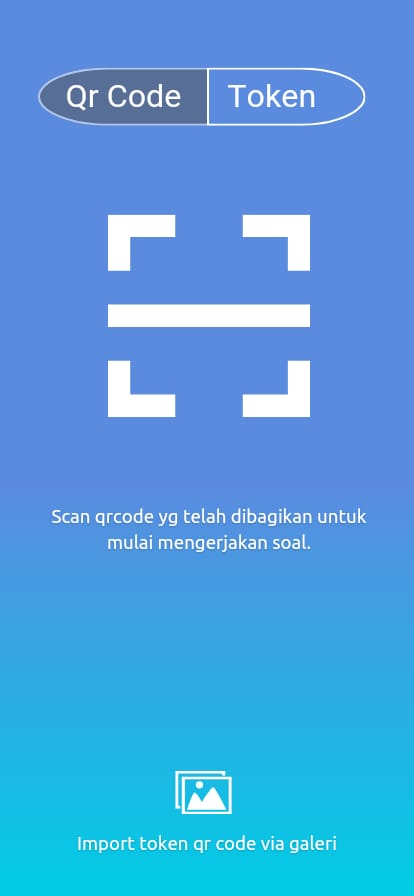 Qr Code
Token
Scan qrcode yg telah dibagikan untuk
mulai mengerjakan soal.
Import token qr code via galeri